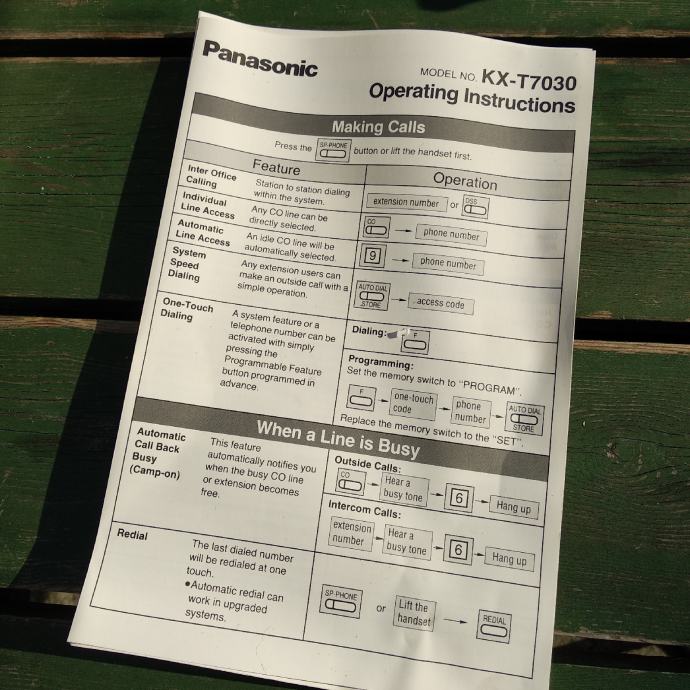 Panasonic
MODEL NO. KX-T7030
Operating Instructions
Making Calls
Press the SP-PHONE button or lift the handset first.
Feature
Operation
Inter Office
Calling
Station to station dialing
within the system.
extension number or DSS
Individual
Line Access
Any CO line can be
directly selected.
CO → phone number
Automatic
Line Access
An idle CO line will be
automatically selected.
9 → phone number
System
Speed
Dialing
Any extension users can
make an outside call with a
simple operation.
AUTO DIAL
STORE
→ access code
One-Touch
Dialing
A system feature or a
telephone number can be
activated with simply
pressing the
Programmable Feature
button programmed in
advance.
Dialing: F
Programming:
Set the memory switch to "PROGRAM".
F → one-touch
code
→ phone
number
→ AUTO DIAL
STORE
Replace the memory switch to the "SET".
When a Line is Busy
Automatic
Call Back
Busy
(Camp-on)
This feature
automatically notifies you
when the busy CO line
or extension becomes
free.
Outside Calls:
CO → Hear a
busy tone
→ 6 → Hang up
Intercom Calls:
extension
number
→ Hear a
busy tone
→ 6 → Hang up
Redial
The last dialed number
will be redialed at one
touch.
●Automatic redial can
work in upgraded
systems.
SP-PHONE or Lift the
handset
→ REDIAL